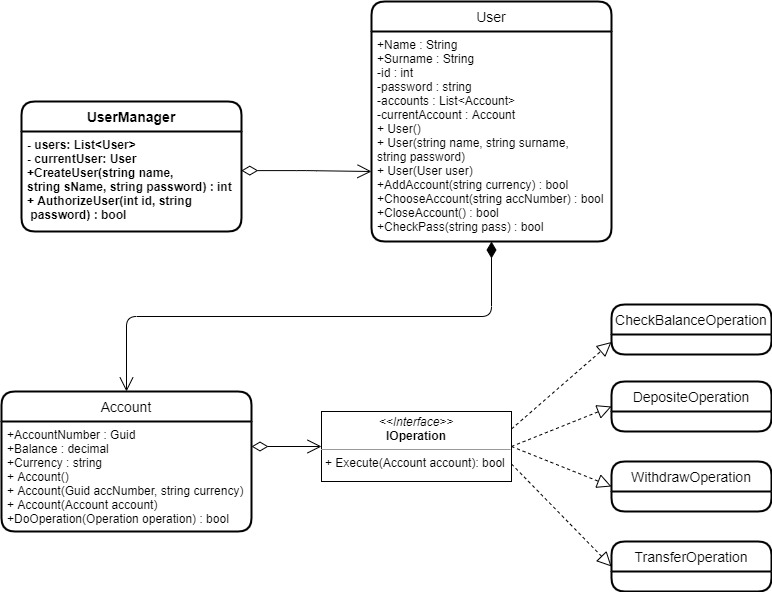 User
+Name : String
+Surname : String
-id : int
-password : string
-accounts : List<Account>
-currentAccount : Account
+ User()
+ User(string name, string surname,
string password)
+ User(User user)
+AddAccount(string currency) : bool
+ChooseAccount(string accNumber) : bool
+CloseAccount() : bool
+CheckPass(string pass) : bool
UserManager
- users: List<User>
- currentUser: User
+CreateUser(string name,
string sName, string password) : int
+ AuthorizeUser(int id, string
password) : bool
Account
+AccountNumber : Guid
+Balance : decimal
+Currency : string
+ Account()
+ Account(Guid accNumber, string currency)
+ Account(Account account)
+DoOperation(Operation operation) : bool
<<Interface>>
IOperation
+ Execute(Account account): bool
CheckBalanceOperation
DepositeOperation
WithdrawOperation
TransferOperation